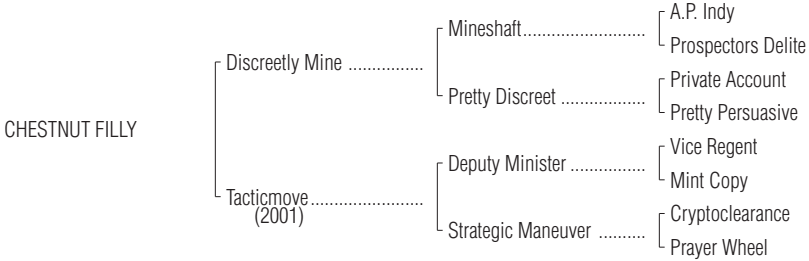 A.P. Indy
Mineshaft..........................
Prospectors Delite
Discreetly Mine ................
Private Account
Pretty Discreet ..................
Pretty Persuasive
CHESTNUT FILLY
Vice Regent
Deputy Minister ................
Mint Copy
Tacticmove........................
(2001)
Cryptoclearance
Strategic Maneuver ..........
Prayer Wheel